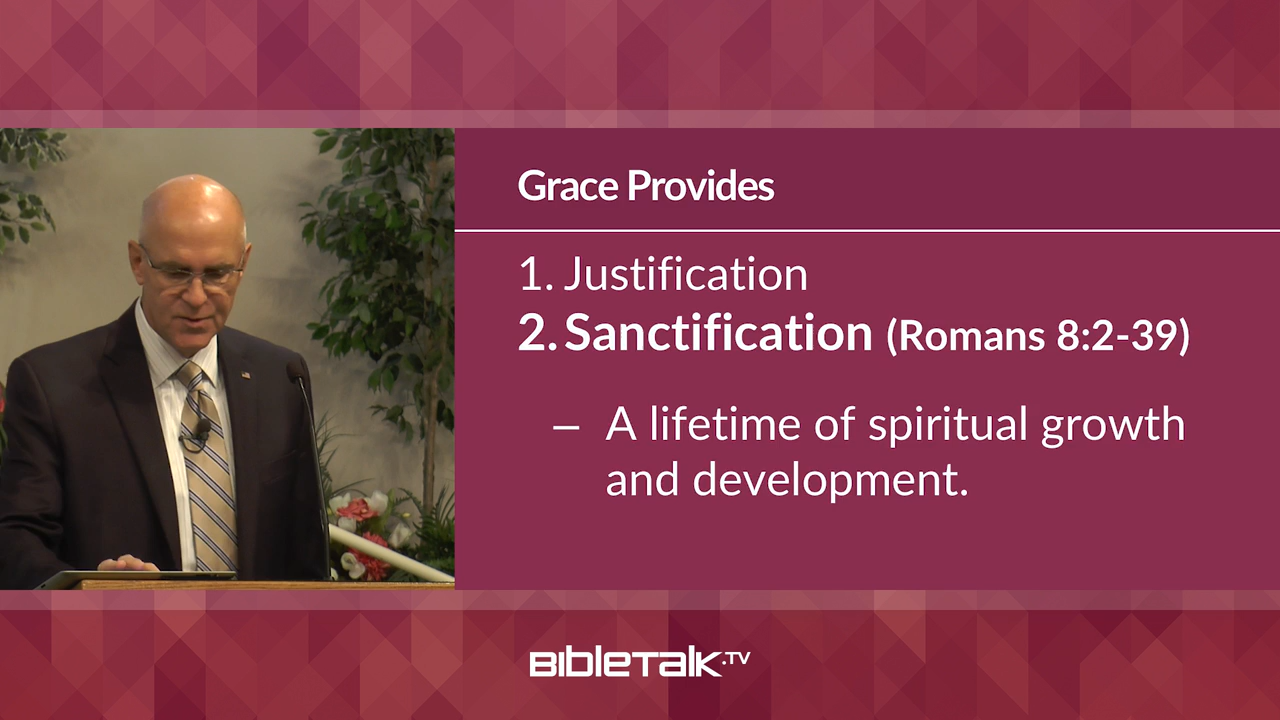 Grace Provides
1. Justification
2. Sanctification (Romans 8:2-39)
– A lifetime of spiritual growth
and development.
BIBLETALK.TV